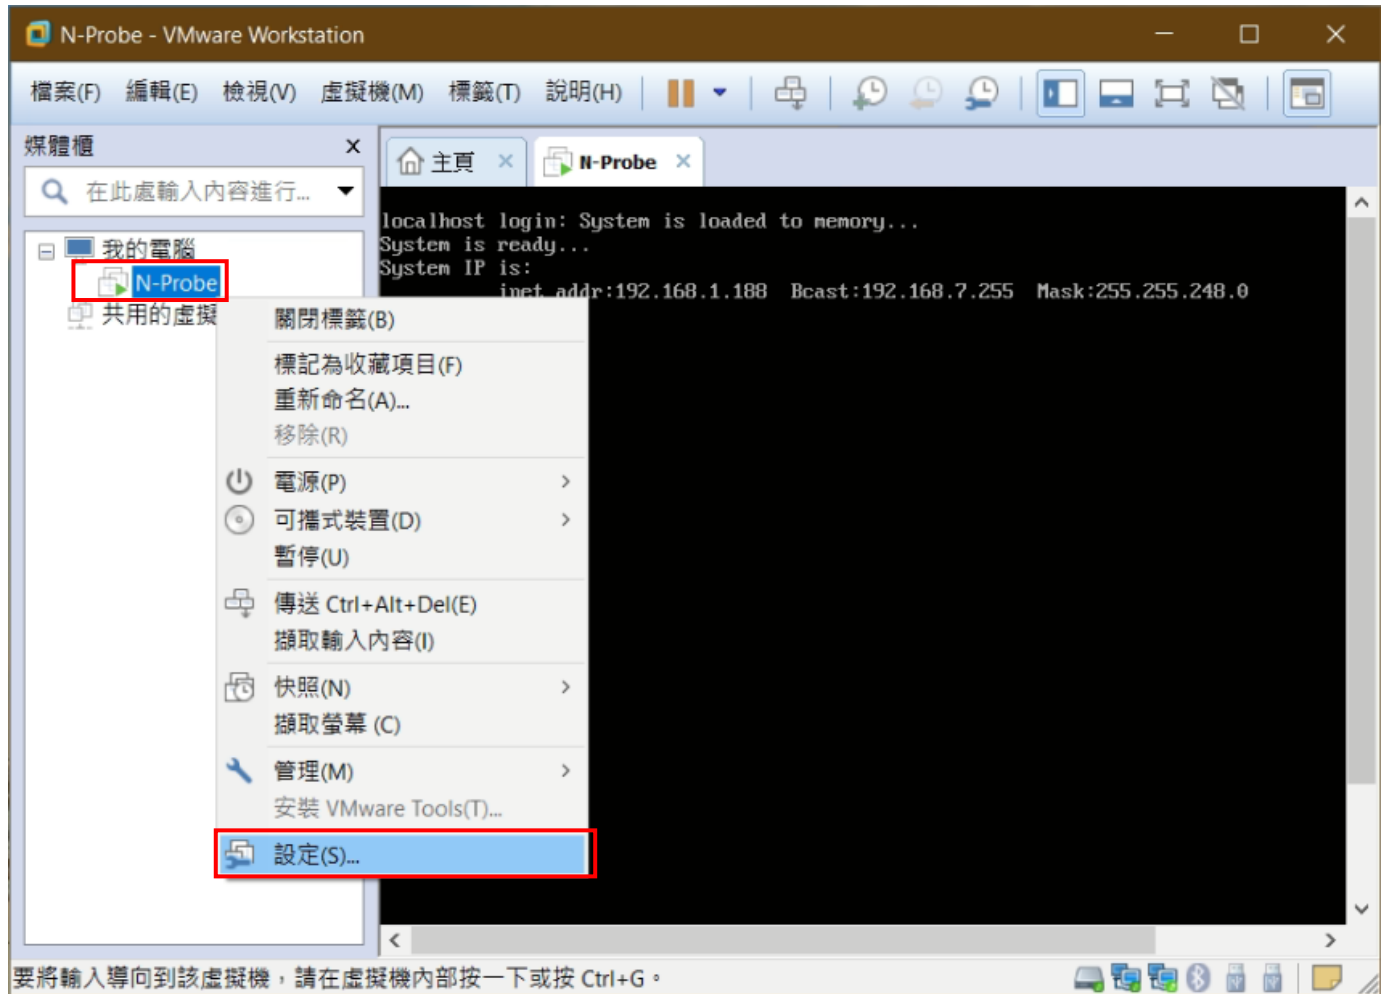 N-Probe - VMware Workstation
檔案(F) 編輯(E) 檢視(V) 虛擬機(M) 標籤(T) 說明(H)
媒體櫃
在此處輸入內容進行...
主頁
N-Probe
我的電腦
N-Probe
共用的虛擬
localhost login: System is loaded to memory...
System is ready...
System IP is:
inet addr:192.168.1.188 Bcast:192.168.7.255 Mask:255.255.248.0
關閉標籤(B)
標記為收藏項目(F)
重新命名(A)...
移除(R)
電源(P)
可攜式裝置(D)
暫停(U)
傳送 Ctrl+Alt+Del(E)
擷取輸入內容(I)
快照(N)
擷取螢幕 (C)
管理(M)
安裝 VMware Tools(T)...
設定(S)...
要將輸入導向到該虛擬機，請在虛擬機內部按一下或按 Ctrl+G。